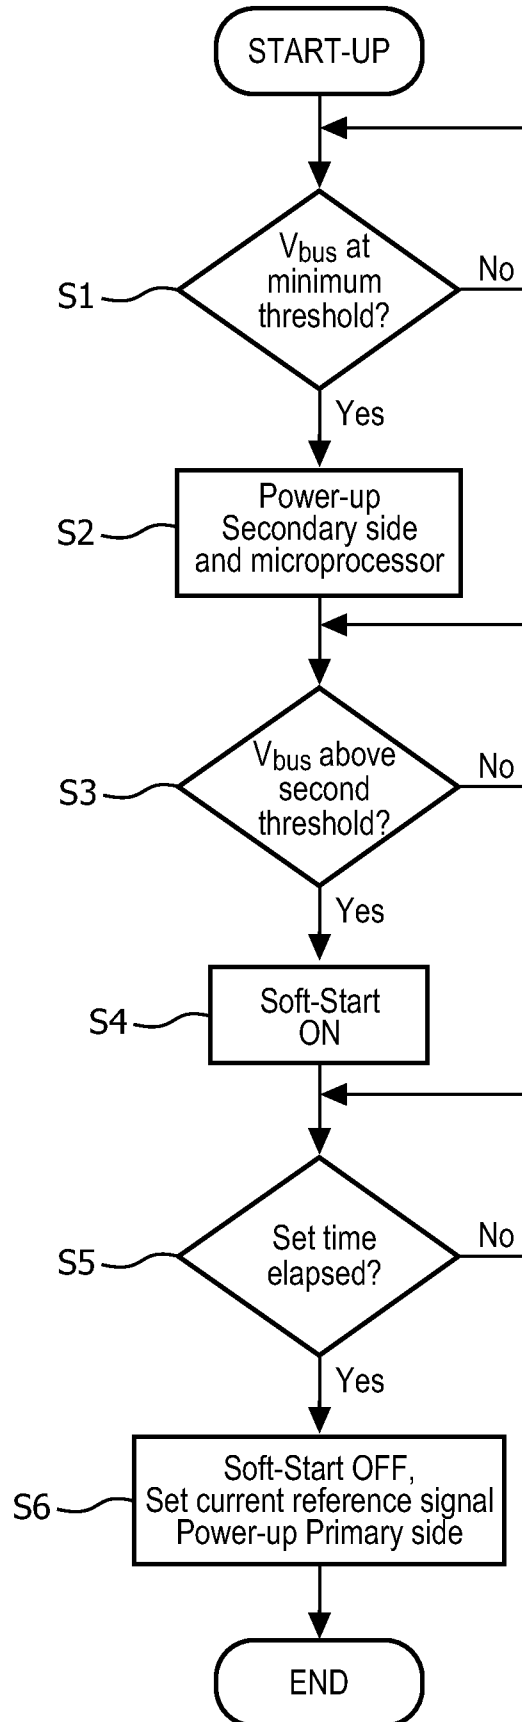 START-UP
Vbus at
minimum
threshold?
No
S1
Yes
Power-up
Secondary side
and microprocessor
S2
Vbus above
second
threshold?
No
S3
Yes
Soft-Start
ON
S4
Set time
elapsed?
No
S5
Yes
Soft-Start OFF,
Set current reference signal
Power-up Primary side
S6
END